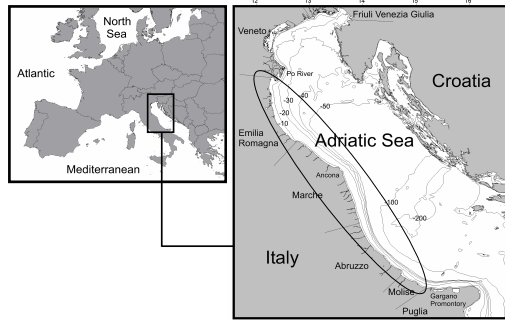 North
Sea
Atlantic
Mediterranean
12
13
14
15
16
Friuli Venezia Giulia
Veneto
Po River
Croatia
-30
-40
-50
-20
-10
Emilia
Romagna
Adriatic Sea
Ancona
Marche
-100
-200
Italy
Abruzzo
Molise
Gargano
Promontory
Puglia